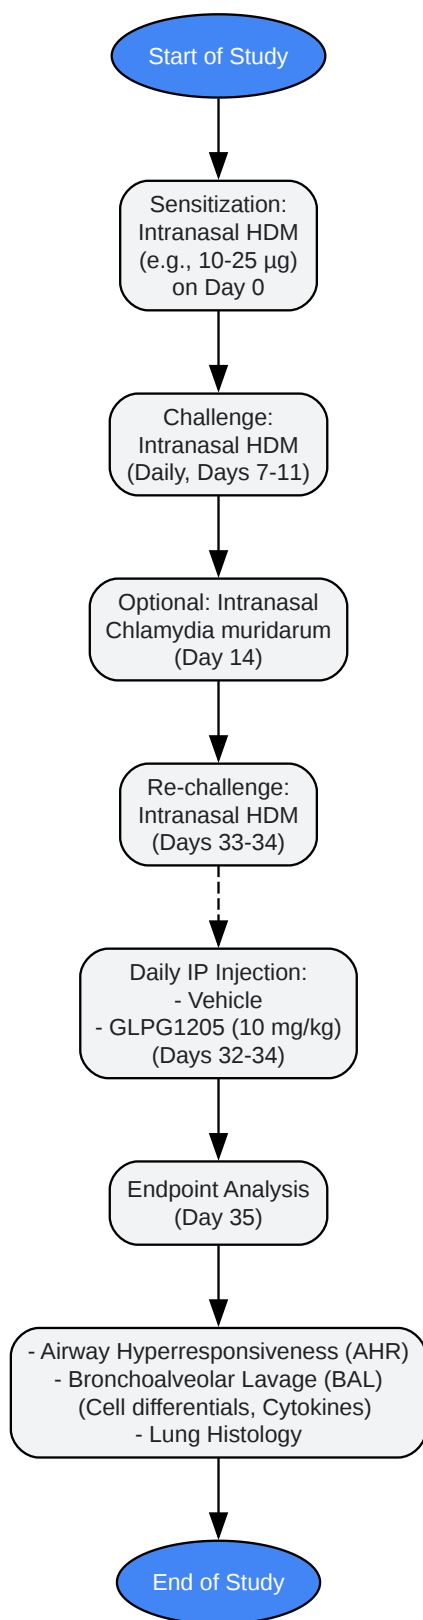 Start of Study
Sensitization:
Intranasal HDM
(e.g., 10-25 µg)
on Day 0
Challenge:
Intranasal HDM
(Daily, Days 7-11)
Optional: Intranasal
Chlamydia muridarum
(Day 14)
Re-challenge:
Intranasal HDM
(Days 33-34)
Daily IP Injection:
- Vehicle
- GLPG1205 (10 mg/kg)
(Days 32-34)
Endpoint Analysis
(Day 35)
- Airway Hyperresponsiveness (AHR)
- Bronchoalveolar Lavage (BAL)
(Cell differentials, Cytokines)
- Lung Histology
End of Study